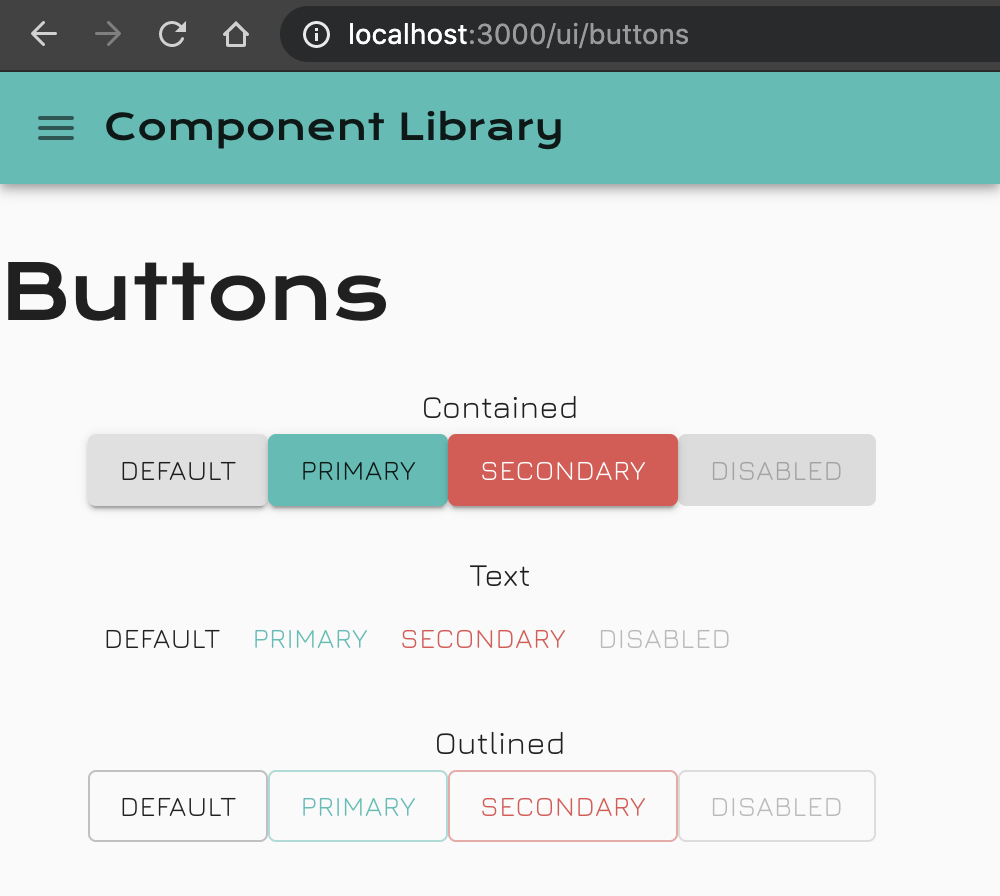 localhost:3000/ui/buttons
Component Library
Buttons
Contained
DEFAULT PRIMARY SECONDARY DISABLED
Text
DEFAULT PRIMARY SECONDARY DISABLED
Outlined
DEFAULT PRIMARY SECONDARY DISABLED